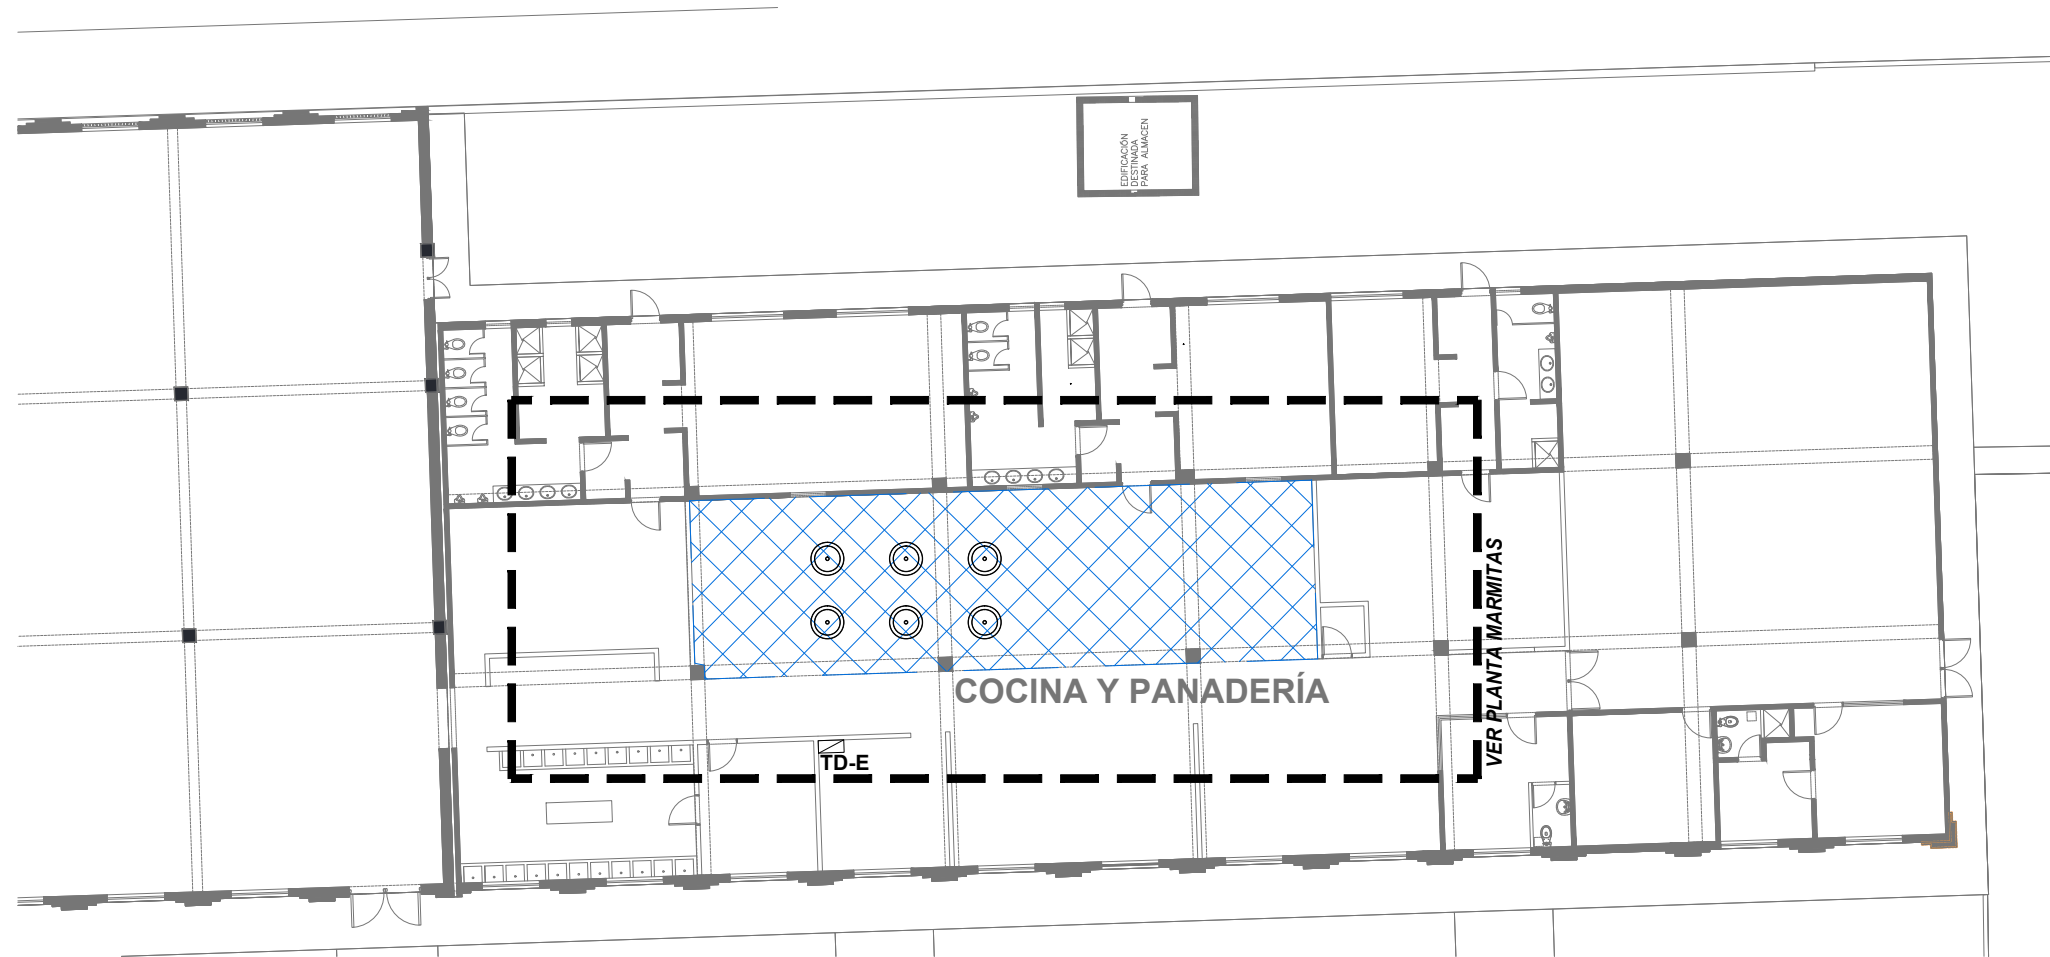 EDIFICACIÓN
DESTINADA
PARA ALMACEN
COCINA Y PANADERÍA
VER PLANTA MARMITAS
TD-E